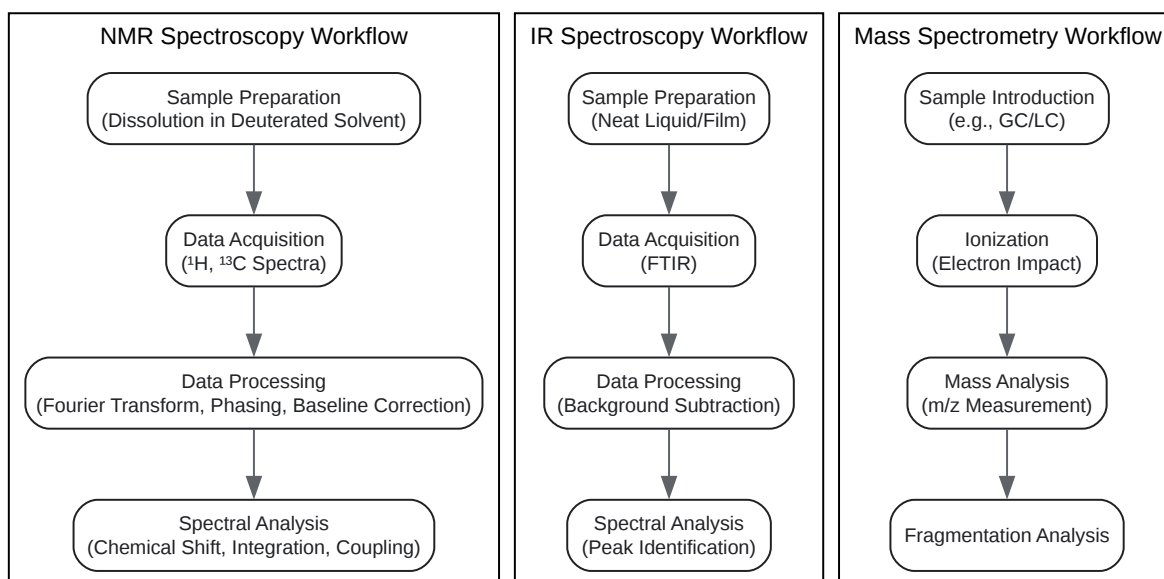 NMR Spectroscopy Workflow
Sample Preparation
(Dissolution in Deuterated Solvent)
Data Acquisition
(¹H, ¹³C Spectra)
Data Processing
(Fourier Transform, Phasing, Baseline Correction)
Spectral Analysis
(Chemical Shift, Integration, Coupling)
IR Spectroscopy Workflow
Sample Preparation
(Neat Liquid/Film)
Data Acquisition
(FTIR)
Data Processing
(Background Subtraction)
Spectral Analysis
(Peak Identification)
Mass Spectrometry Workflow
Sample Introduction
(e.g., GC/LC)
Ionization
(Electron Impact)
Mass Analysis
(m/z Measurement)
Fragmentation Analysis